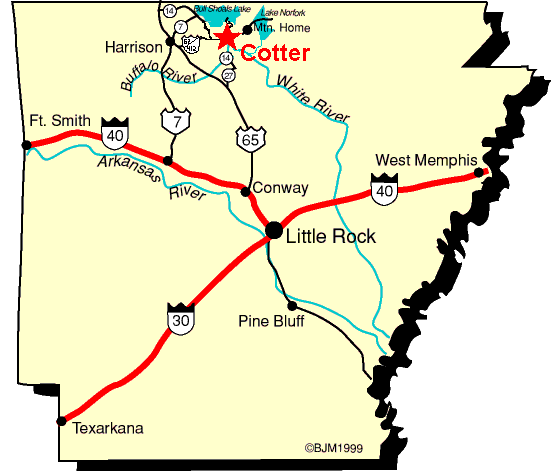 Bull Shoals Lake
Lake Norfork
14
7
Mtn. Home
Harrison
62
412
Cotter
14
27
Buffalo River
White River
Ft. Smith
40
7
65
Arkansas River
West Memphis
40
Conway
Little Rock
30
Pine Bluff
Texarkana
©BJM1999